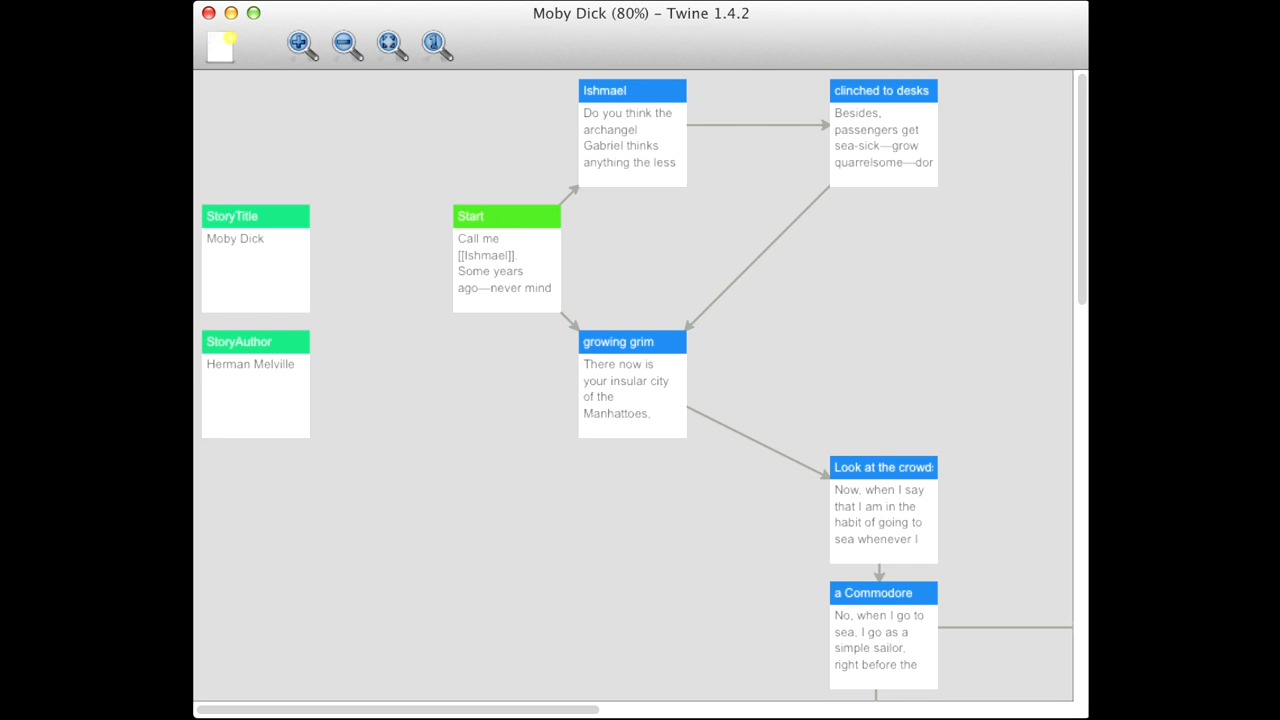 Moby Dick (80%) – Twine 1.4.2
Ishmael
Do you think the
archangel
Gabriel thinks
anything the less
clinched to desks
Besides,
passengers get
sea-sick—grow
quarrelsome—dor
StoryTitle
Moby Dick
Start
Call me
[[Ishmael]].
Some years
ago—never mind
StoryAuthor
Herman Melville
growing grim
There now is
your insular city
of the
Manhattoes,
Look at the crowds
Now, when I say
that I am in the
habit of going to
sea whenever I
a Commodore
No, when I go to
sea, I go as a
simple sailor,
right before the